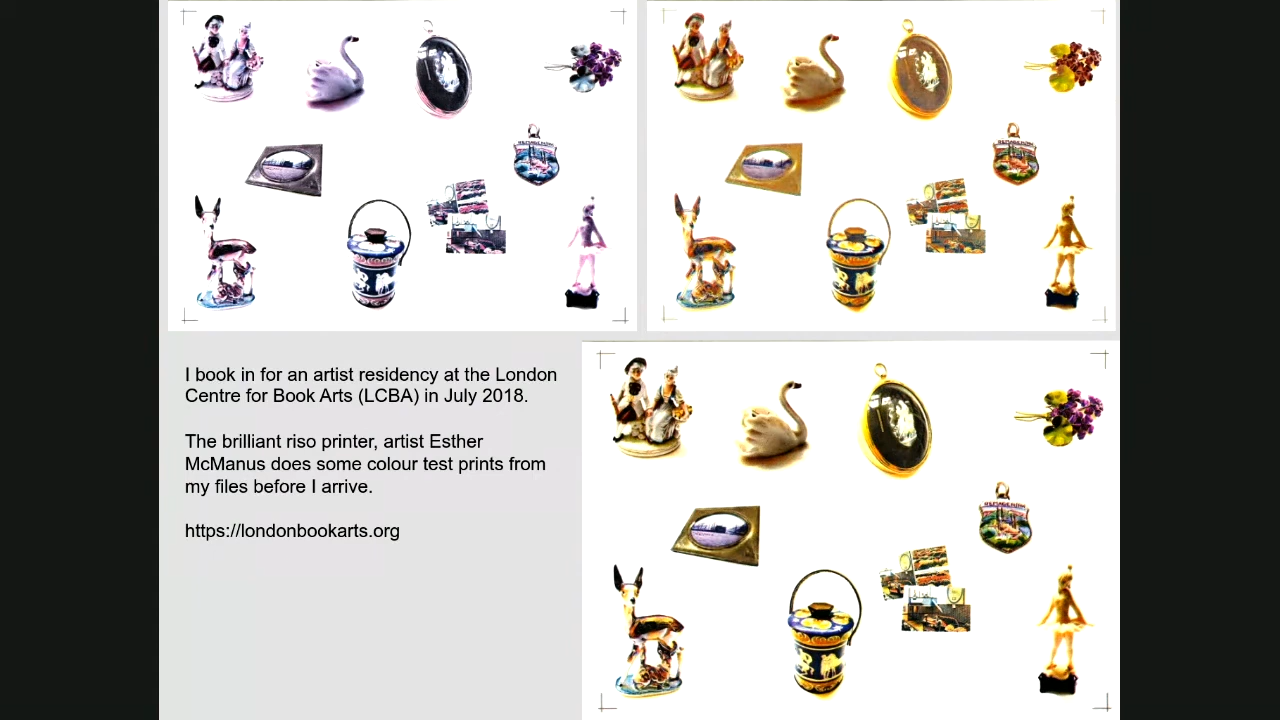 I book in for an artist residency at the London
Centre for Book Arts (LCBA) in July 2018.
The brilliant riso printer, artist Esther
McManus does some colour test prints from
my files before I arrive.
https://londonbookarts.org